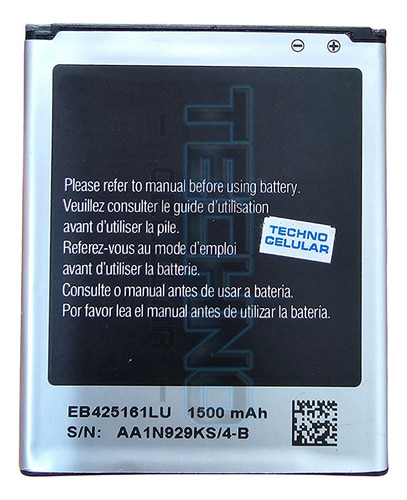 Please refer to manual before using battery.
Veuillez consulter le guide d'utilisation
avant d'utiliser la pile.
Referez-vous au mode d'emploi
avant d'utiliser la batterie.
Consulte o manual antes de usar a bateria.
Por favor lea el manual antes de utilizar la batería.
TECHNO
CELULAR
TECHNO
EB425161LU 1500 mAh
S/N: AA1N929KS/4-B